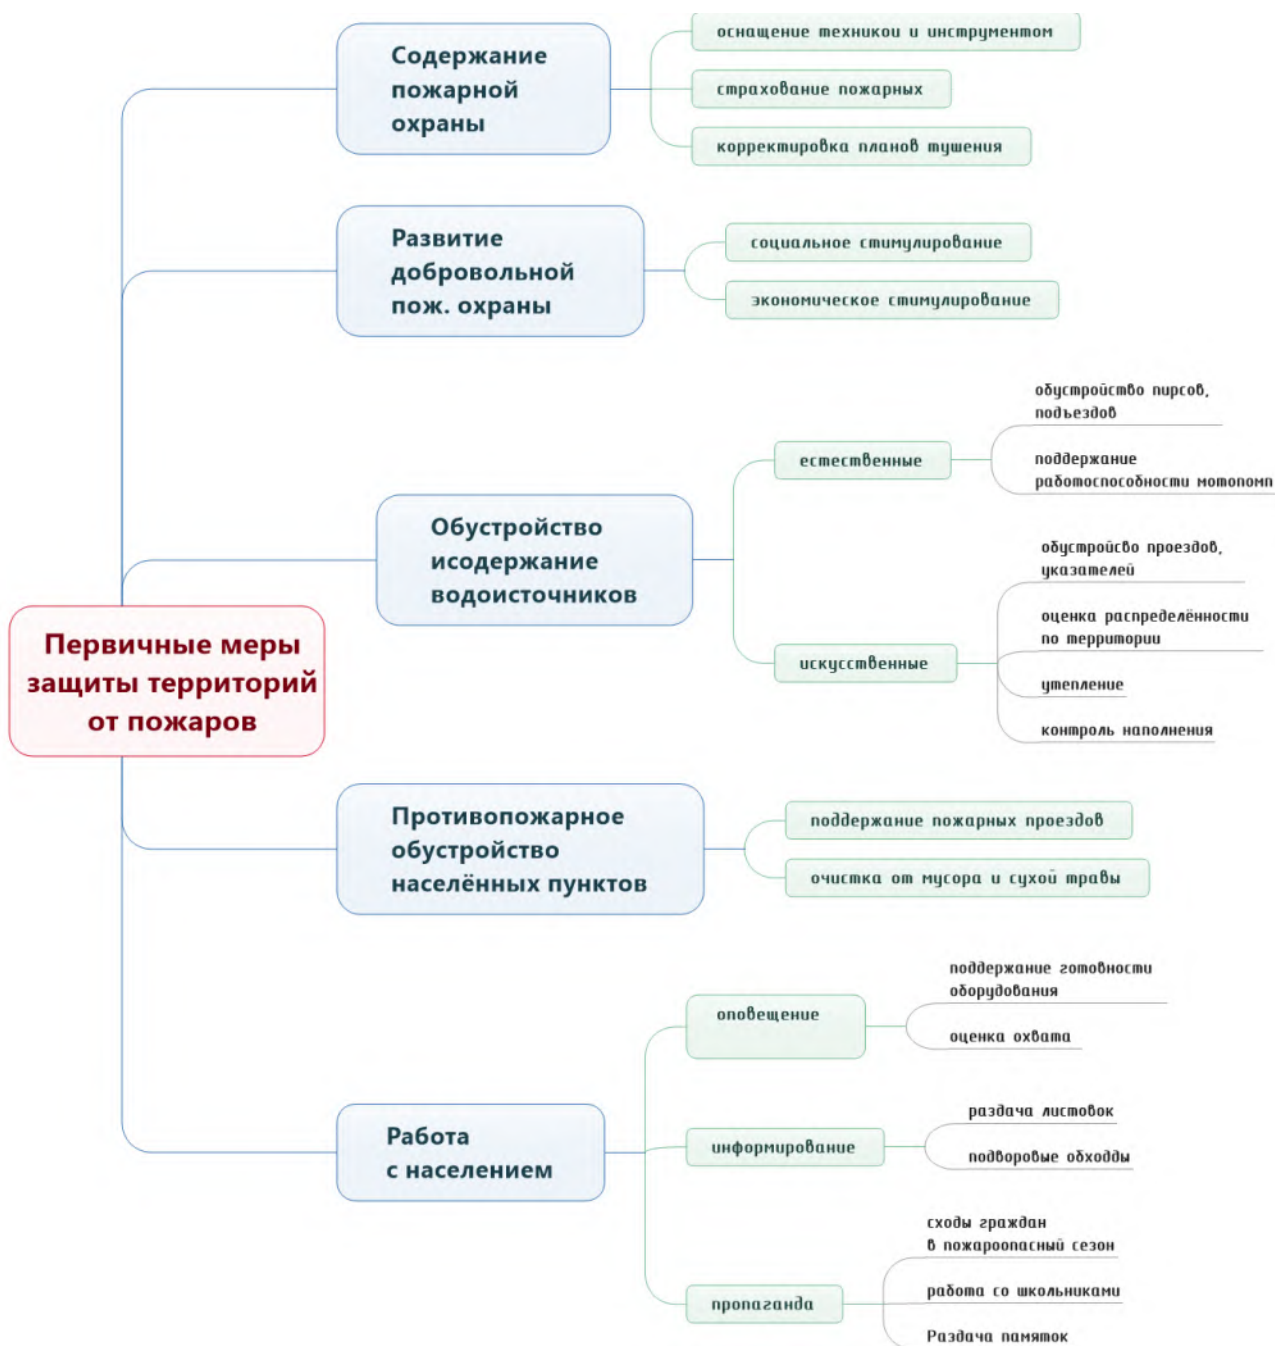 оснащение техникои и инструментом
Содержание
пожарной
охраны
страхование пожарных
корректировка планов тушения
Развитие
добровольной
пож. охраны
социальное стимулирование
экономическое стимулирование
обустройство пирсов,
подъездов
естественные
поддержание
работоспособности мотопомп
Обустройство
исодержание
водоисточников
обустройсво проездов,
указателей
оценка распределённости
по территории
искусственные
утепление
контроль наполнения
Первичные меры
защиты территорий
от пожаров
Противопожарное
обустройство
населённых пунктов
поддержание пожарных проездов
очистка от мусора и сухой травы
поддержание готовности
оборудования
оповещение
оценка охвата
Работа
с населением
раздача листовок
информирование
подворовые обходды
сходы граждан
в пожароопасный сезон
работа со школьниками
пропаганда
Раздача памяток